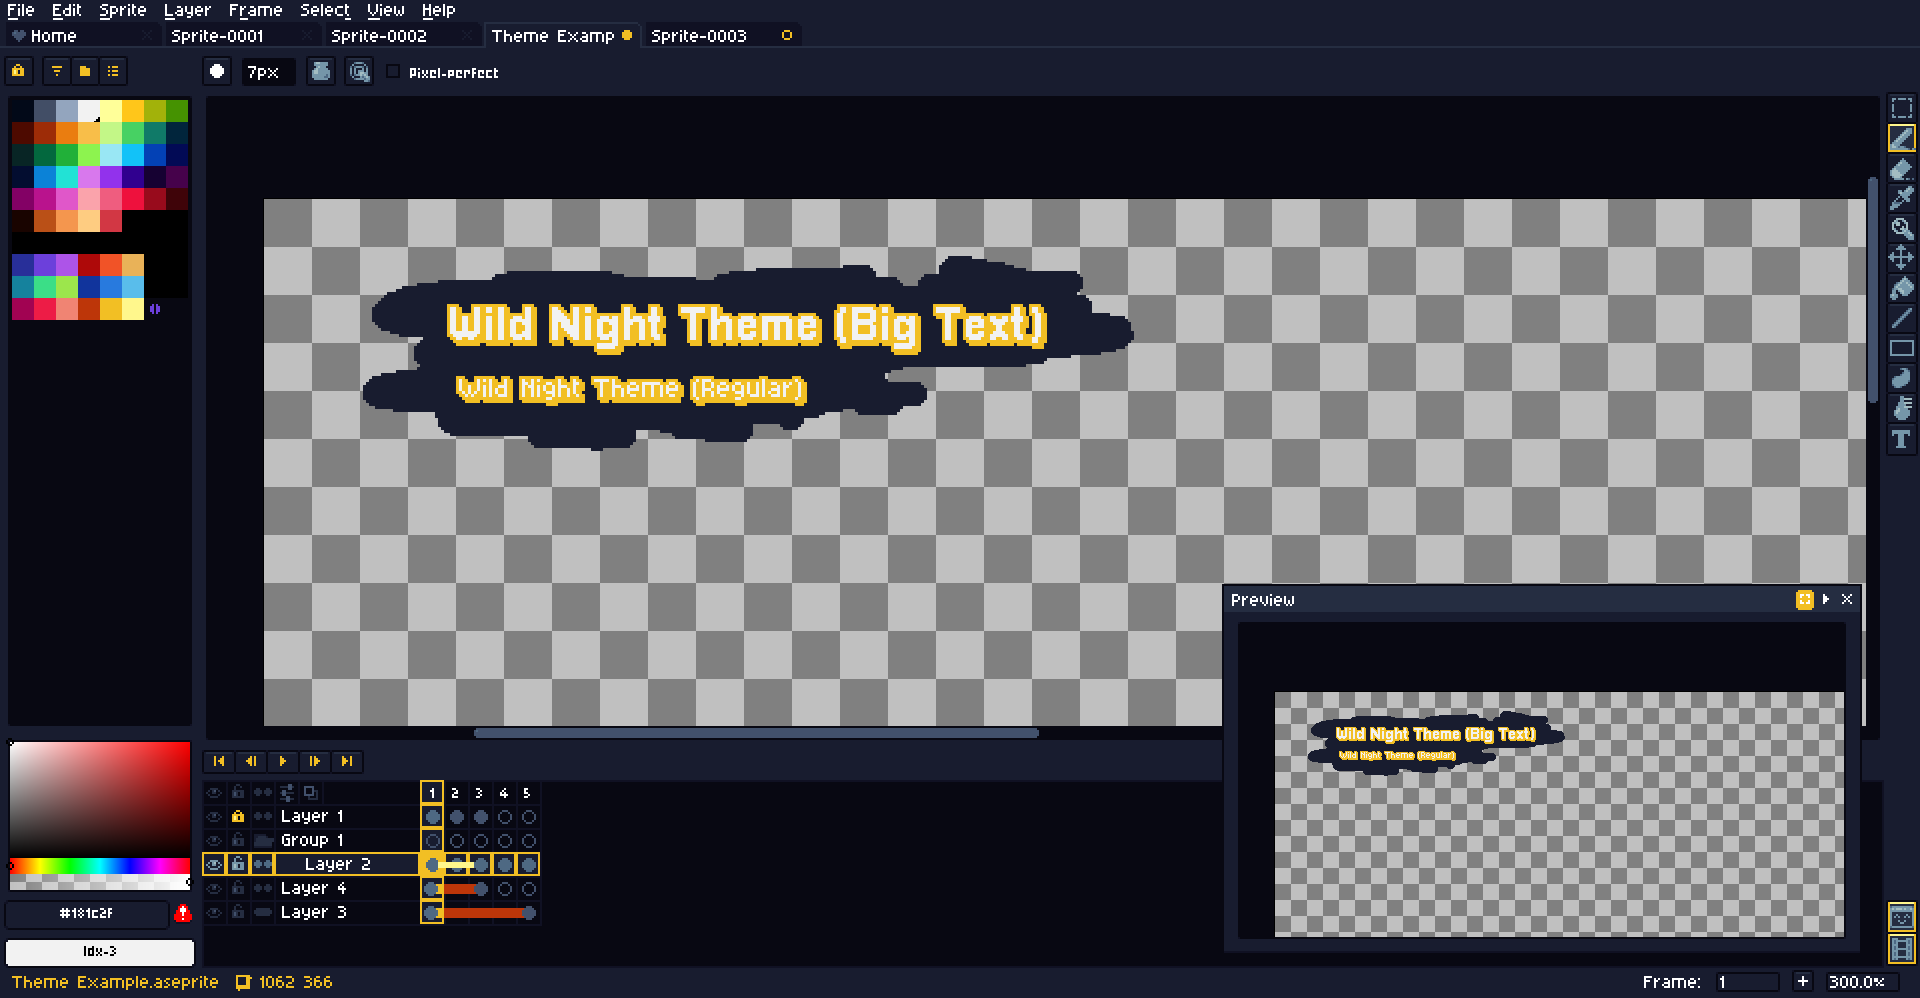 File Edit Sprite Layer Frame Select View Help
Home Sprite-0001 Sprite-0002 Theme Examp Sprite-0003
7px Pixel-perfect
Wild Night Theme (Big Text)
Wild Night Theme (Regular)
Preview
Wild Night Theme (Big Text)
Wild Night Theme (Regular)
1 2 3 4 5
Layer 1
Group 1
Layer 2
Layer 4
Layer 3
#181c2f
Idx-3
Theme Example.aseprite 1062 366 Frame: 1 + 300.0%